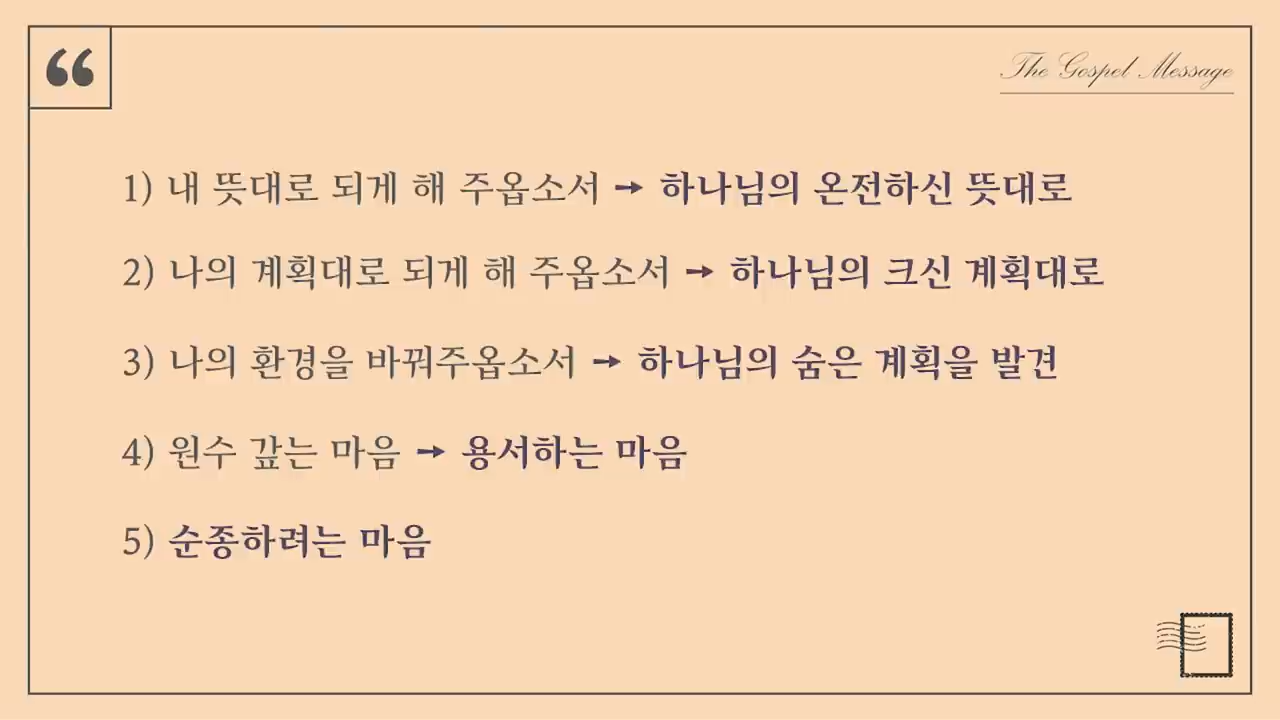 The Gospel Message
1) 내 뜻대로 되게 해 주옵소서 → 하나님의 온전하신 뜻대로
2) 나의 계획대로 되게 해 주옵소서 → 하나님의 크신 계획대로
3) 나의 환경을 바꿔주옵소서 → 하나님의 숨은 계획을 발견
4) 원수 갚는 마음 → 용서하는 마음
5) 순종하려는 마음